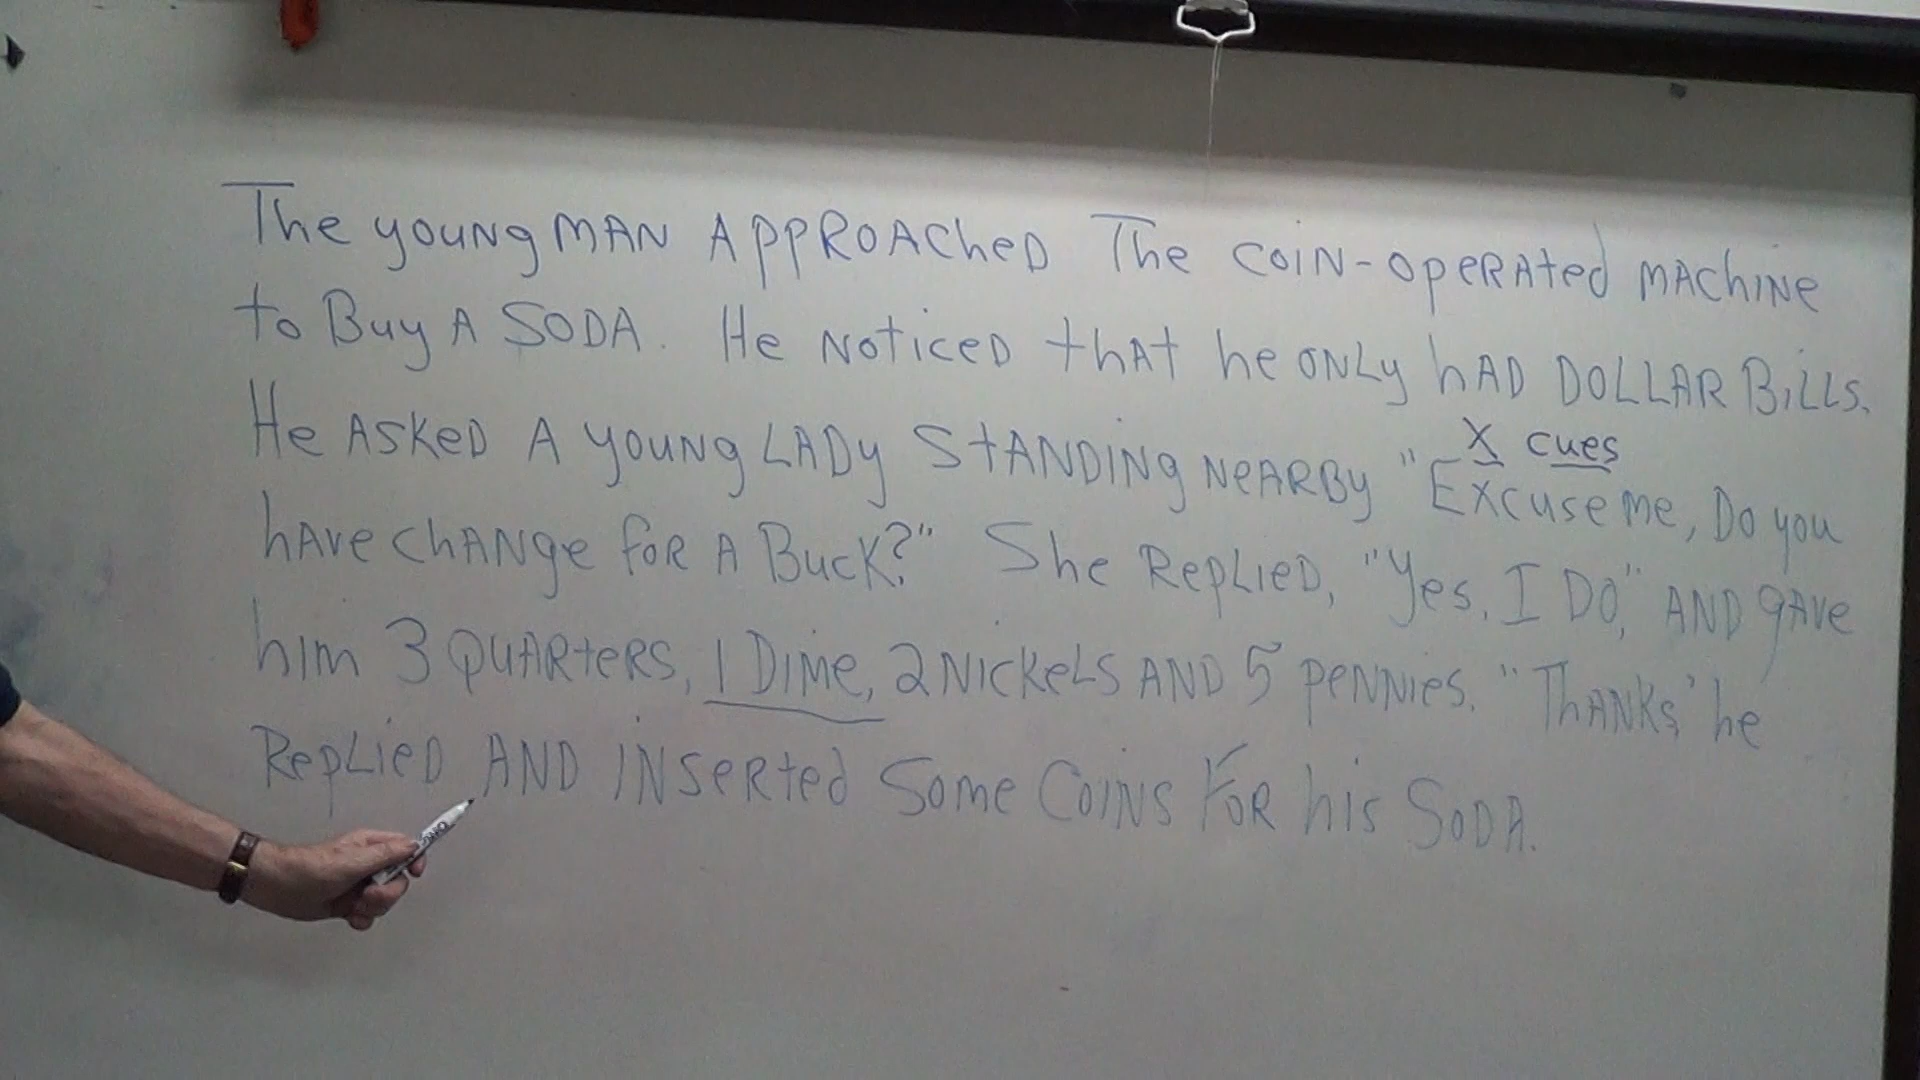 The young man approached the coin-operated machine
to Buy A SODA. He noticed that he only had DOLLAR Bills.
X cues
He asked a young lady standing nearby "Excuse me, Do you
have change for a Buck?" She Replied, "Yes, I Do," and gave
him 3 Quarters, 1 Dime, 2 Nickels and 5 pennies. "Thanks" he
Replied and inserted Some Coins For his Soda.